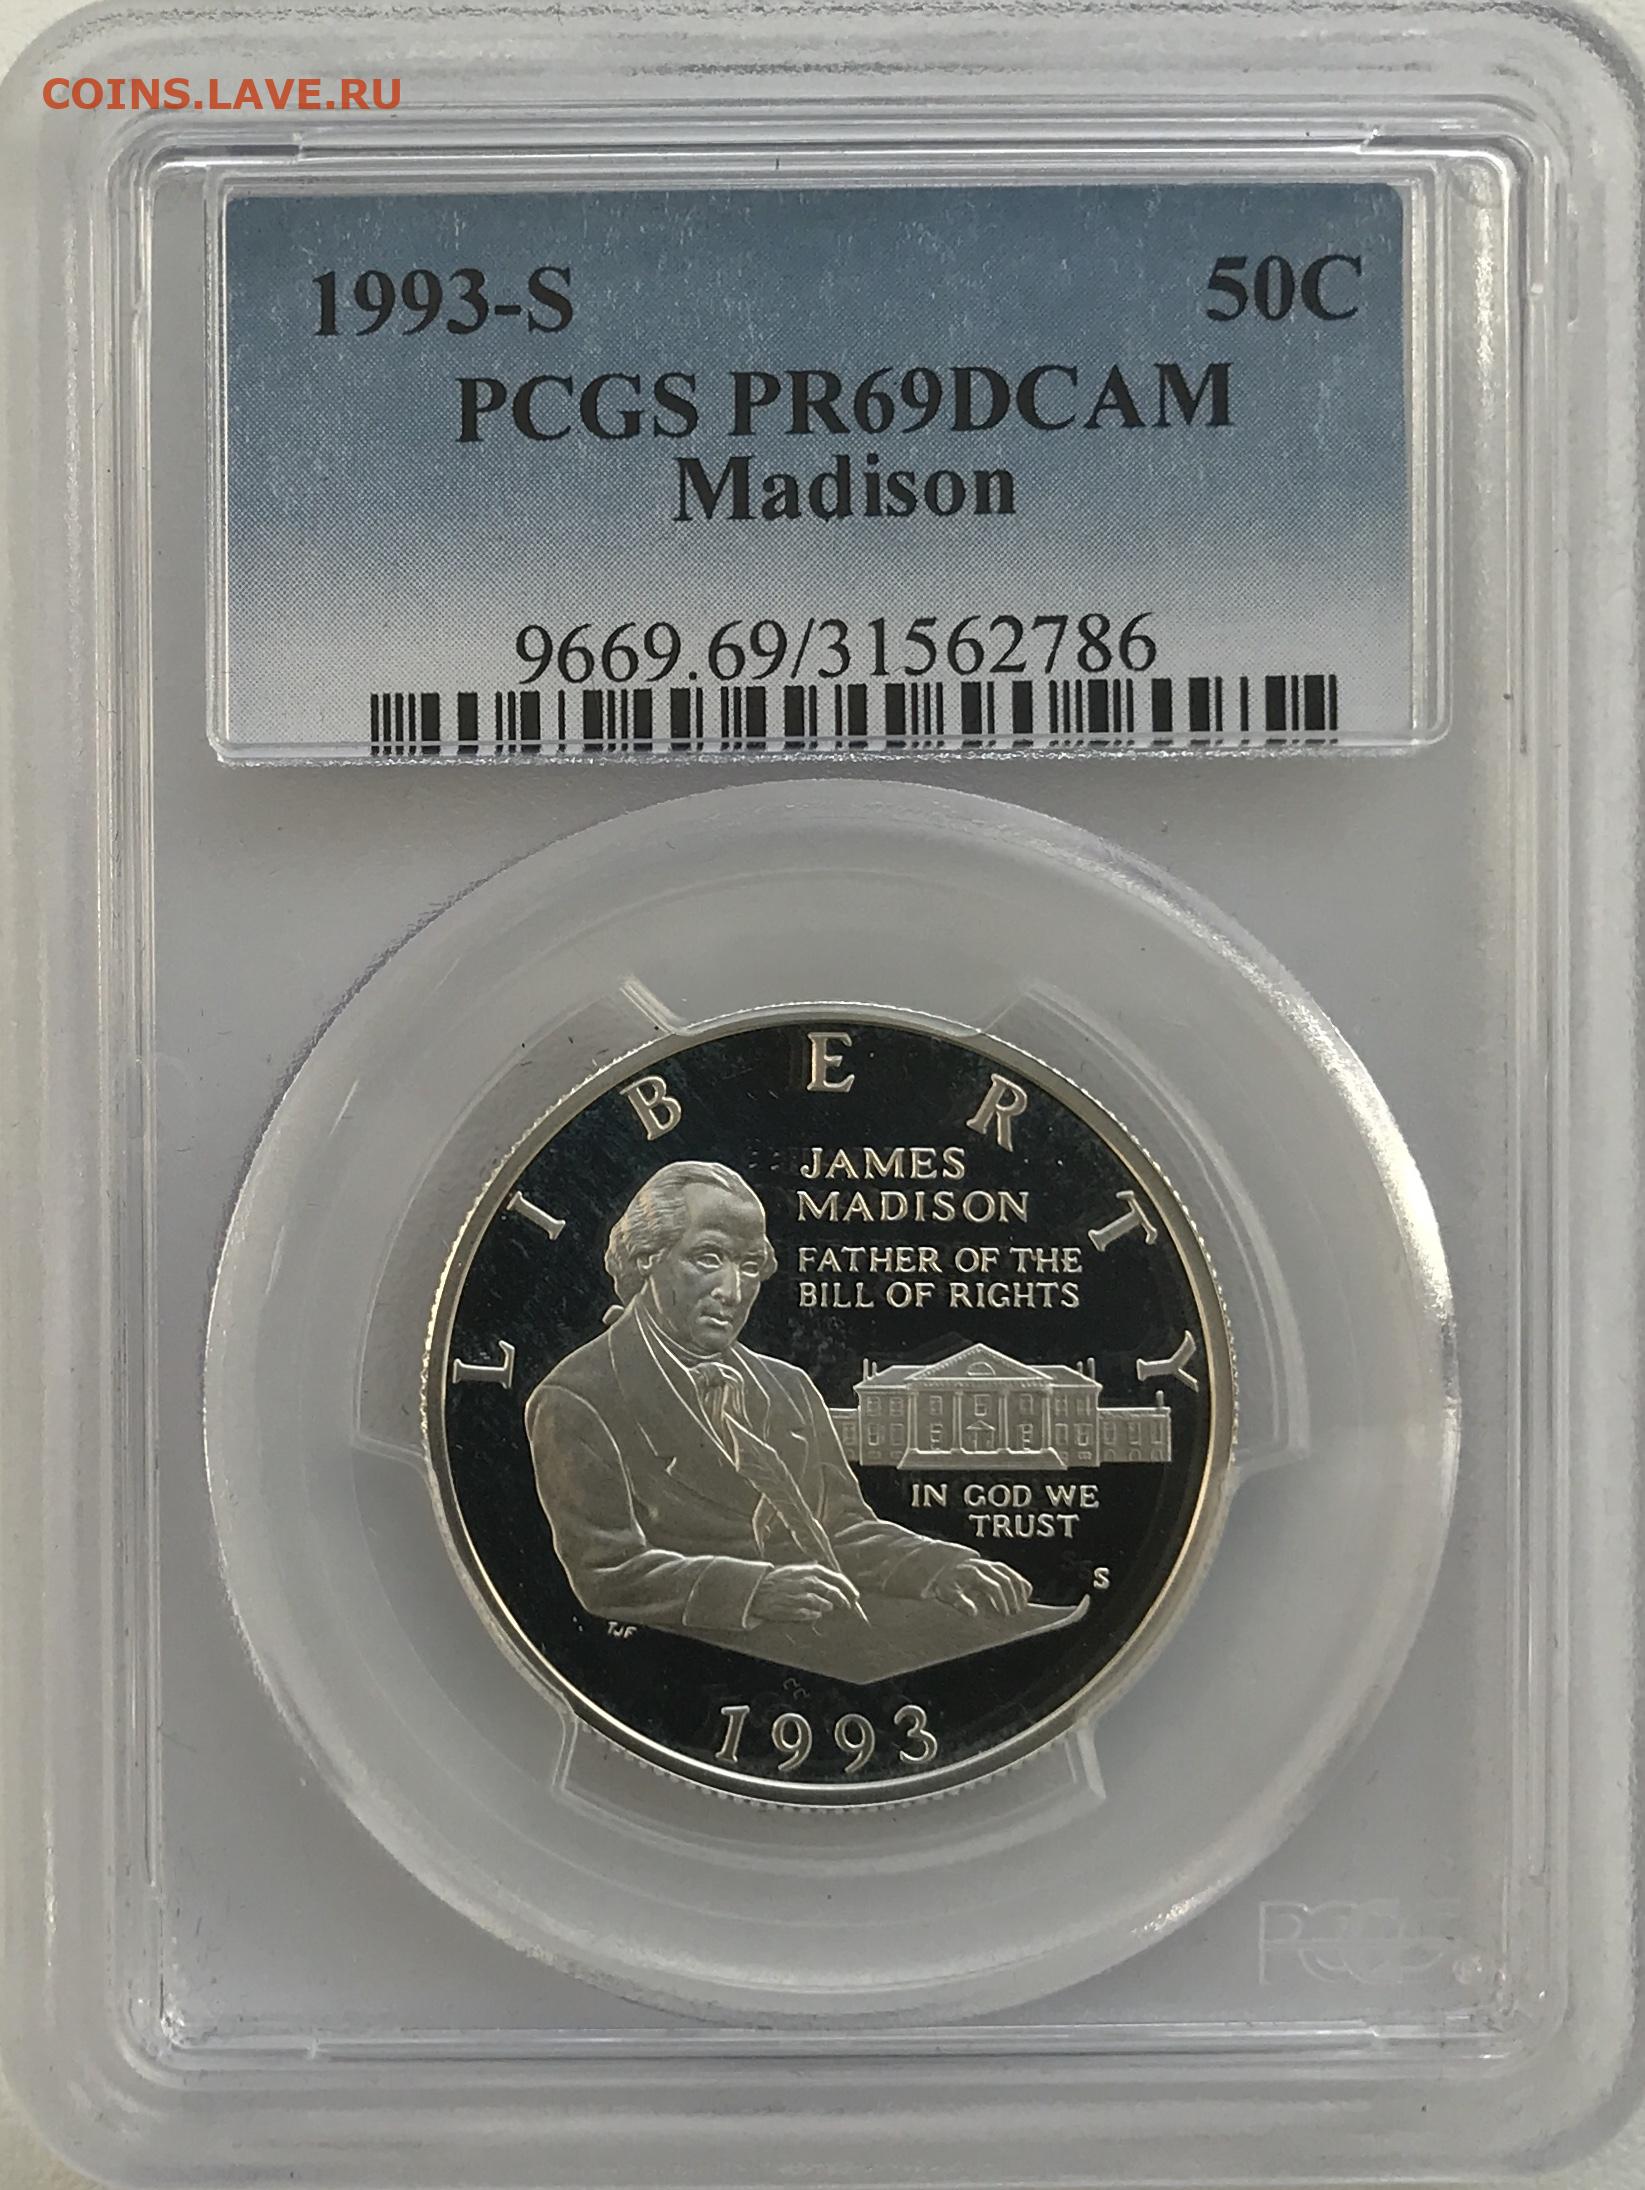 COINS.LAVE.RU
1993-S 50C
PCGS PR69DCAM
Madison
9669.69/31562786
LIBERTY
JAMES
MADISON
FATHER OF THE
BILL OF RIGHTS
IN GOD WE
TRUST
S
TJF
1993
PCGS